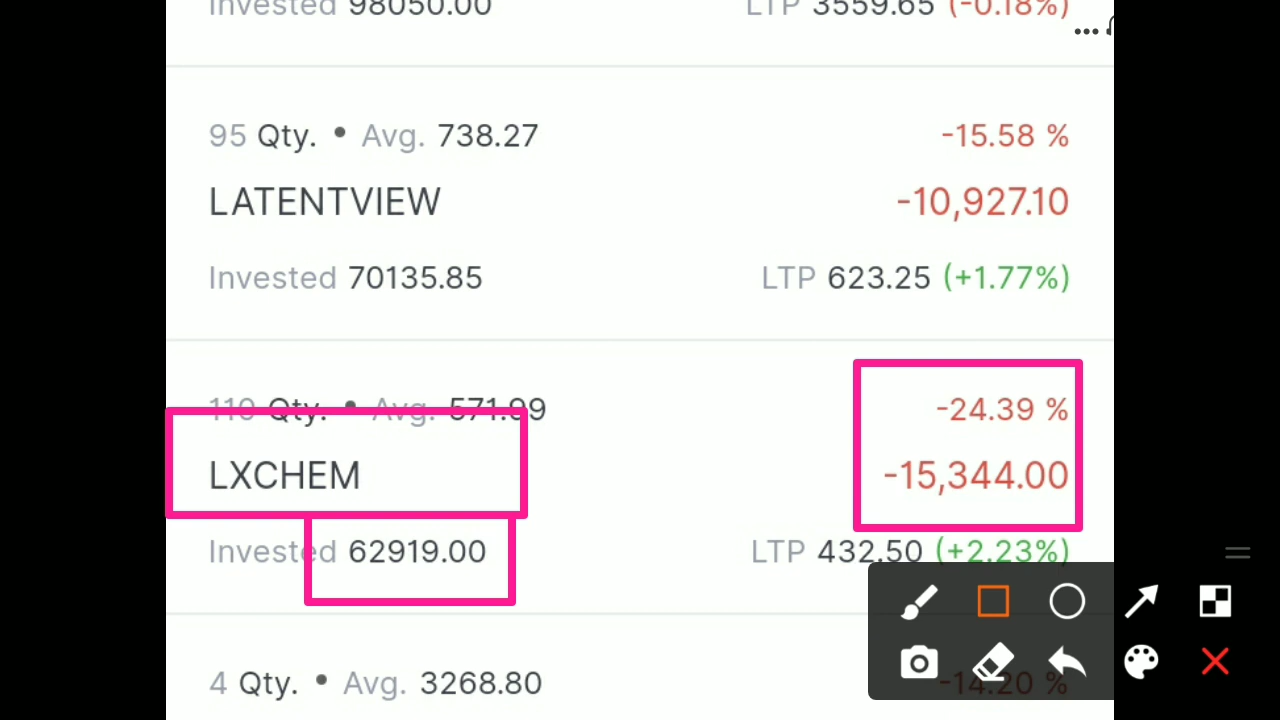 Invested 98050.00 LTP 3559.65 (-0.18%)
95 Qty. • Avg. 738.27 -15.58 %
LATENTVIEW -10,927.10
Invested 70135.85 LTP 623.25 (+1.77%)
110 Qty. • Avg. 571.99 -24.39 %
LXCHEM -15,344.00
Invested 62919.00 LTP 432.50 (+2.23%)
4 Qty. • Avg. 3268.80 -14.20 %